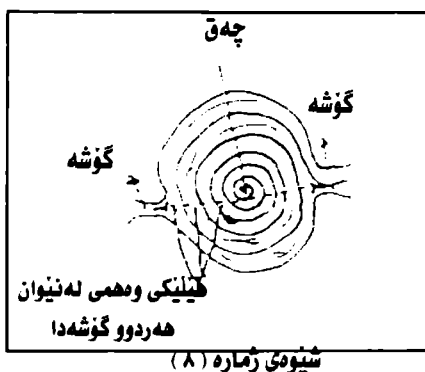 چەق
گۆشە
گۆشە
هێڵێکی وەهمی لەنێوان
هەردوو گۆشەدا
شێوەی ژمارە (٨)